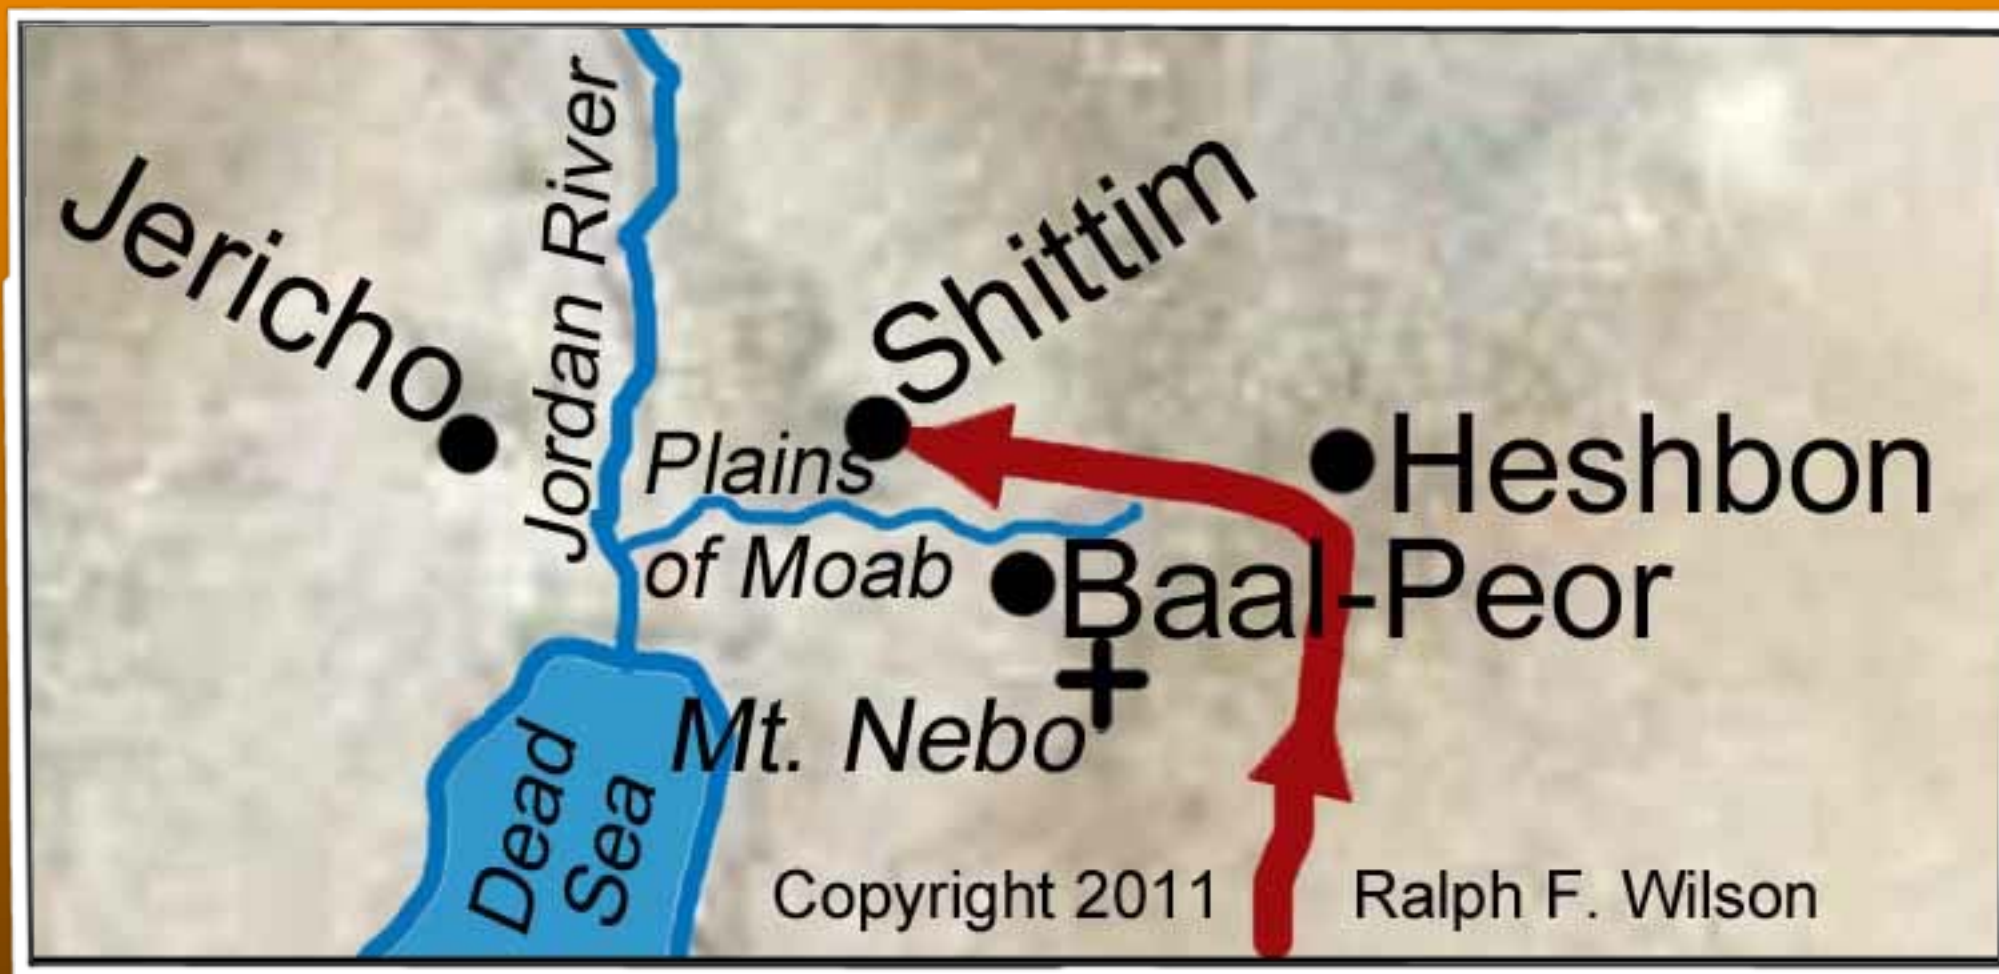 Jericho
Jordan River
Shittim
Plains
of Moab
Heshbon
Baal-Peor
Mt. Nebo
Dead
Sea
Copyright 2011 Ralph F. Wilson